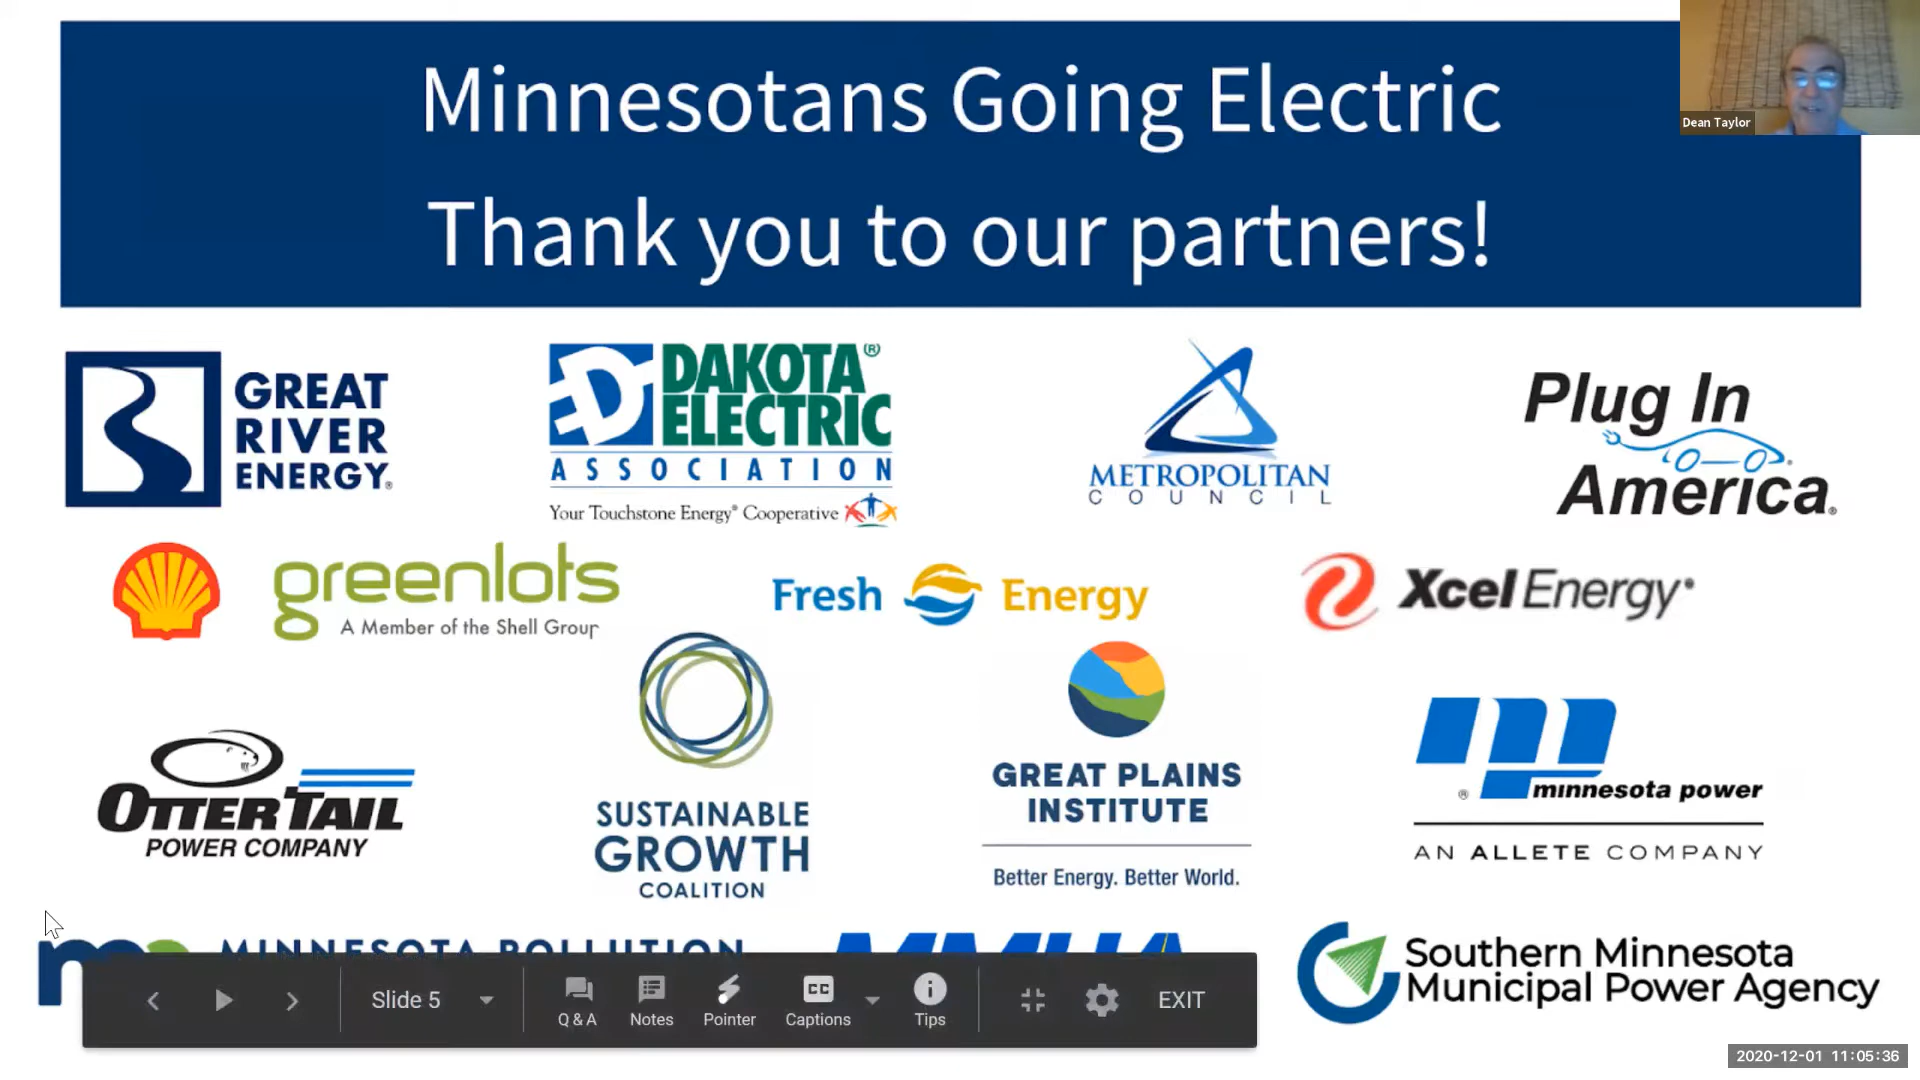 Minnesotans Going Electric
Thank you to our partners!
Dean Taylor
GREAT
RIVER
ENERGY®
DAKOTA®
ELECTRIC
ASSOCIATION
Your Touchstone Energy® Cooperative
METROPOLITAN
COUNCIL
Plug In
America®
greenlots
A Member of the Shell Group
Fresh Energy
Xcel Energy®
OTTER TAIL
POWER COMPANY
SUSTAINABLE
GROWTH
COALITION
GREAT PLAINS
INSTITUTE
Better Energy. Better World.
® minnesota power
AN ALLETE COMPANY
MINNESOTA POLLUTION
Southern Minnesota
Municipal Power Agency
Slide 5
Q & A
Notes
Pointer
CC
Captions
Tips
EXIT
2020-12-01 11:05:36